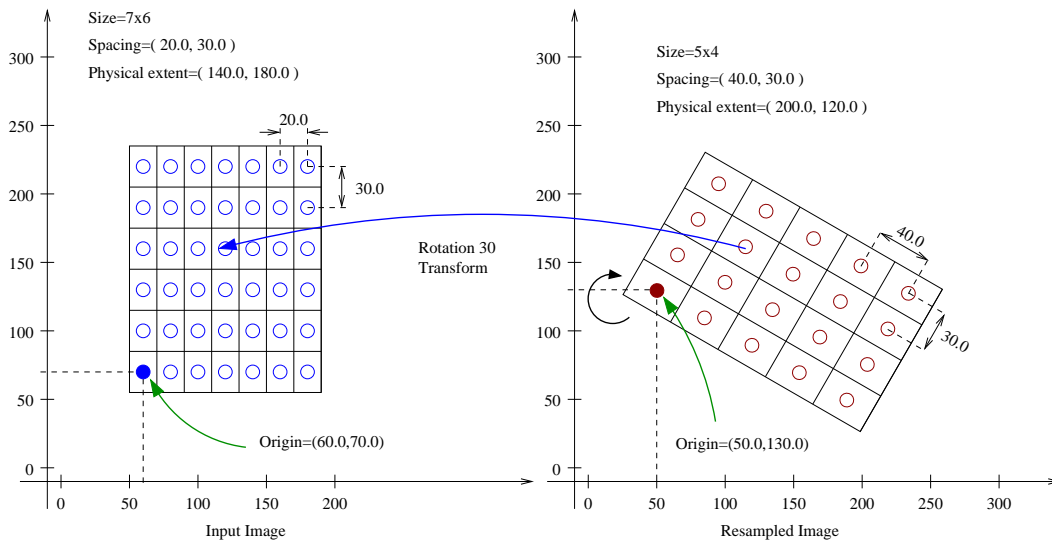 Size=7x6
Spacing=( 20.0, 30.0 )
Physical extent=( 140.0, 180.0 )
300
250
200
150
100
50
0
20.0
30.0
Rotation 30
Transform
Origin=(60.0,70.0)
0 50 100 150 200
Input Image
Size=5x4
Spacing=( 40.0, 30.0 )
Physical extent=( 200.0, 120.0 )
300
250
200
150
100
50
0
40.0
30.0
Origin=(50.0,130.0)
0 50 100 150 200 250 300
Resampled Image